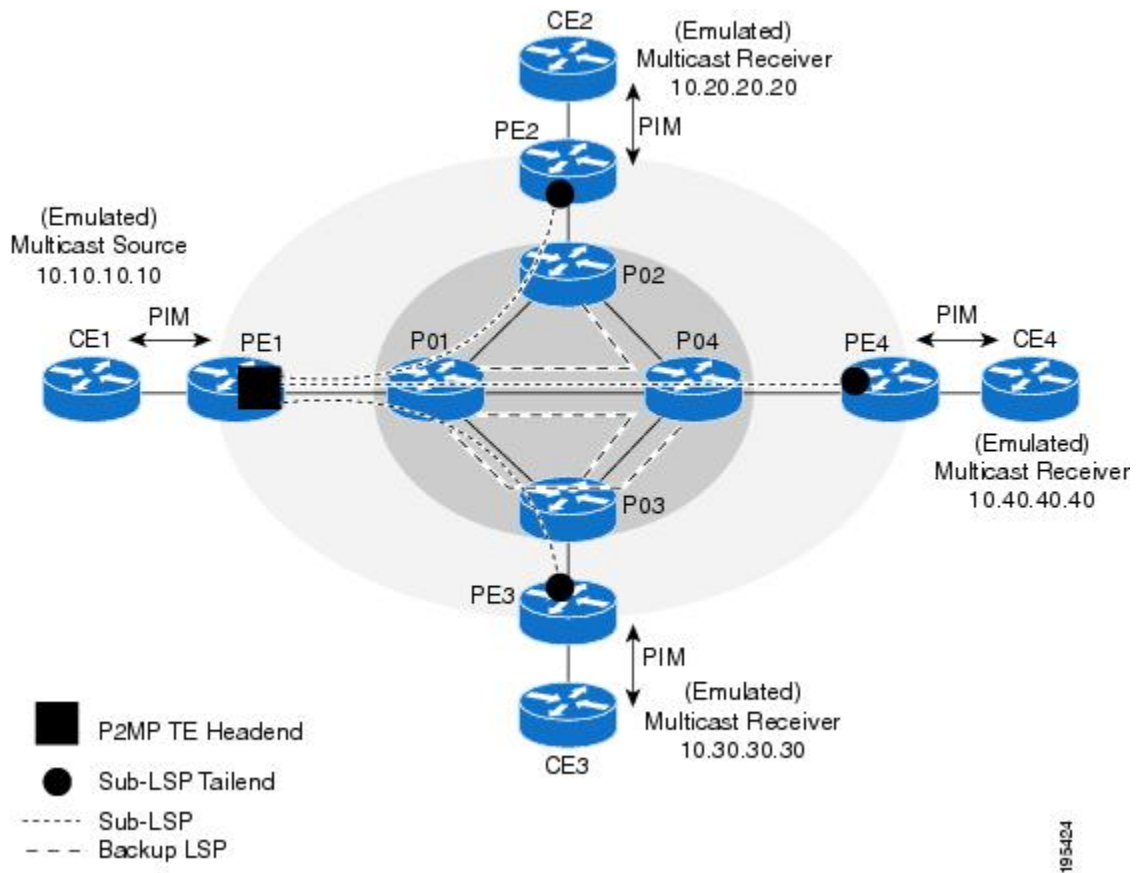 CE2
(Emulated)
Multicast Receiver
10.20.20.20
PIM
PE2
(Emulated)
Multicast Source
10.10.10.10
P02
PIM
PE1
CE1
P01
P04
PE4
PIM
CE4
(Emulated)
Multicast Receiver
10.40.40.40
P03
PE3
PIM
(Emulated)
Multicast Receiver
10.30.30.30
CE3
P2MP TE Headend
Sub-LSP Tailend
Sub-LSP
Backup LSP
195424